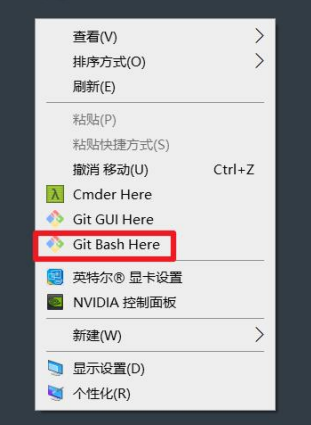 查看(V)
排序方式(O)
刷新(E)
粘贴(P)
粘贴快捷方式(S)
撤消 移动(U) Ctrl+Z
Cmder Here
Git GUI Here
Git Bash Here
英特尔® 显卡设置
NVIDIA 控制面板
新建(W)
显示设置(D)
个性化(R)